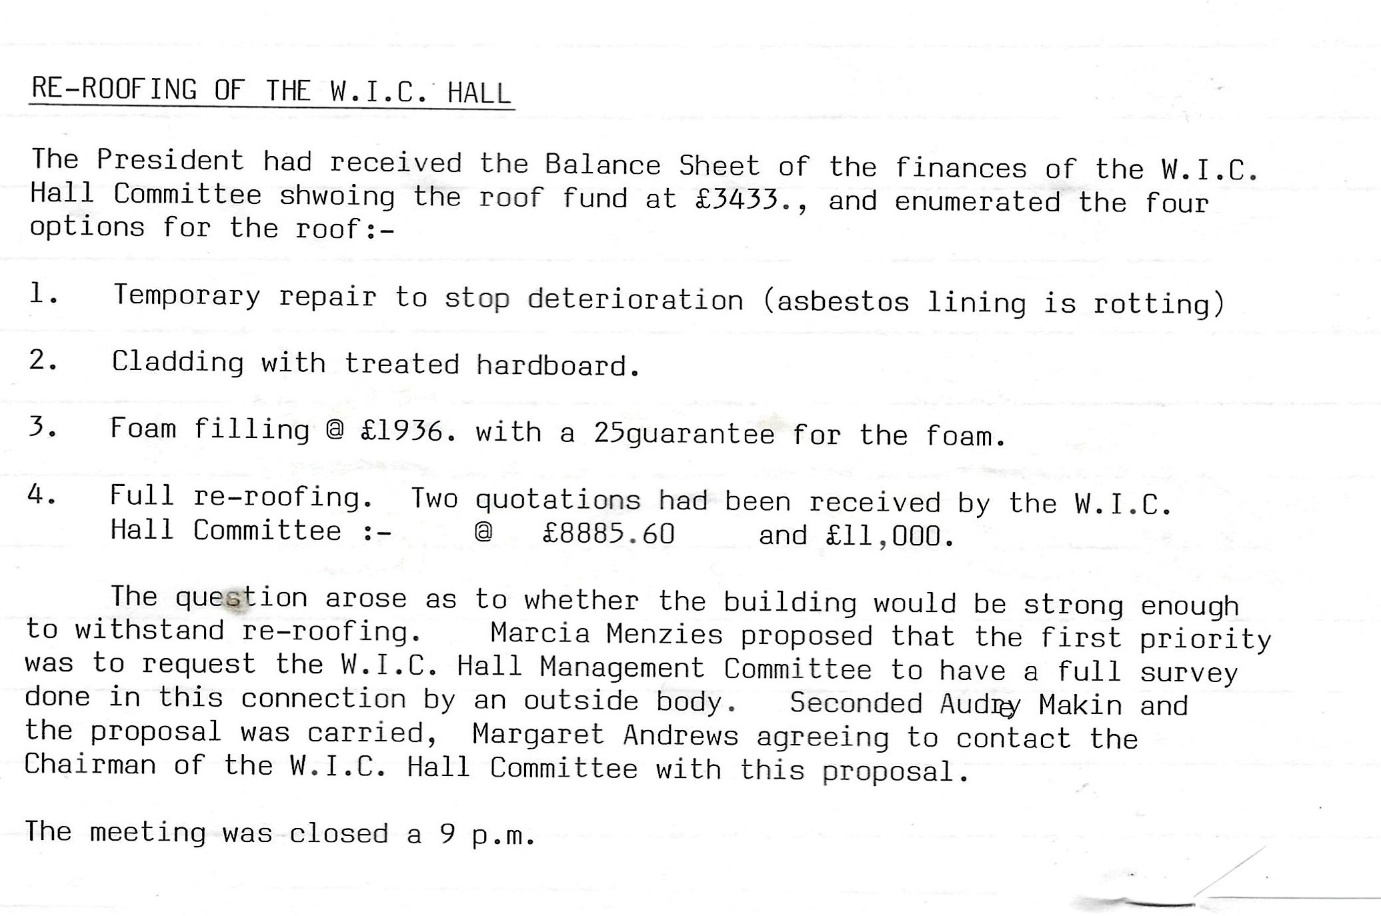 RE-ROOFING OF THE W.I.C. HALL
The President had received the Balance Sheet of the finances of the W.I.C.
Hall Committee shwoing the roof fund at £3433., and enumerated the four
options for the roof:-
1. Temporary repair to stop deterioration (asbestos lining is rotting)
2. Cladding with treated hardboard.
3. Foam filling @ £1936. with a 25guarantee for the foam.
4. Full re-roofing. Two quotations had been received by the W.I.C.
Hall Committee :- @ £8885.60 and £11,000.
The question arose as to whether the building would be strong enough
to withstand re-roofing. Marcia Menzies proposed that the first priority
was to request the W.I.C. Hall Management Committee to have a full survey
done in this connection by an outside body. Seconded Audrey Makin and
the proposal was carried, Margaret Andrews agreeing to contact the
Chairman of the W.I.C. Hall Committee with this proposal.
The meeting was closed a 9 p.m.